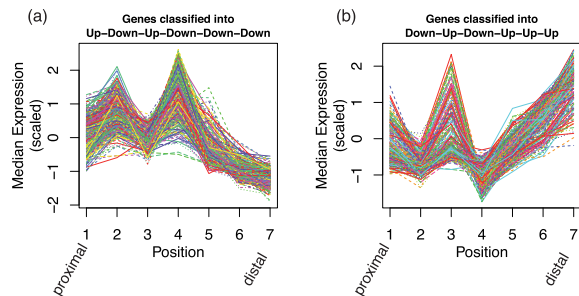 (a)
Genes classified into
Up−Down−Up−Down−Down−Down
Median Expression
(scaled)
2
1
0
−1
−2
1 2 3 4 5 6 7
Position
proximal
distal
(b)
Genes classified into
Down−Up−Down−Up−Up−Up
Median Expression
(scaled)
2
1
0
−1
1 2 3 4 5 6 7
Position
proximal
distal